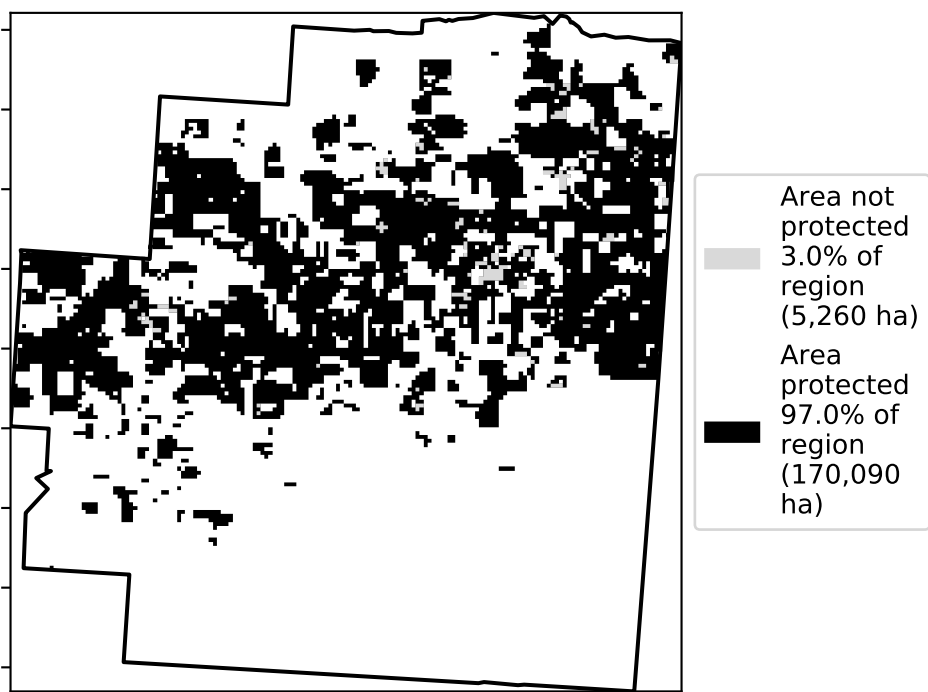 Area not
protected
3.0% of
region
(5,260 ha)
Area
protected
97.0% of
region
(170,090
ha)